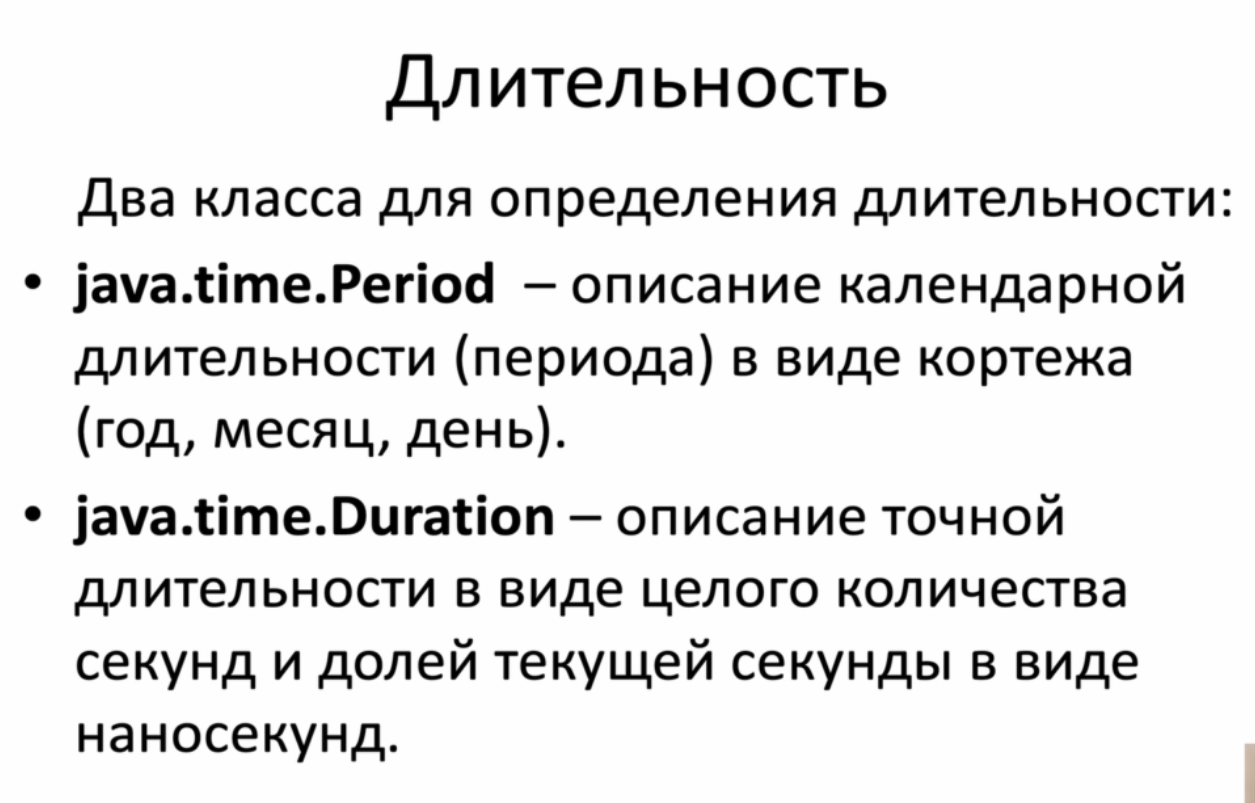 Длительность
Два класса для определения длительности:
• java.time.Period – описание календарной
длительности (периода) в виде кортежа
(год, месяц, день).
• java.time.Duration – описание точной
длительности в виде целого количества
секунд и долей текущей секунды в виде
наносекунд.